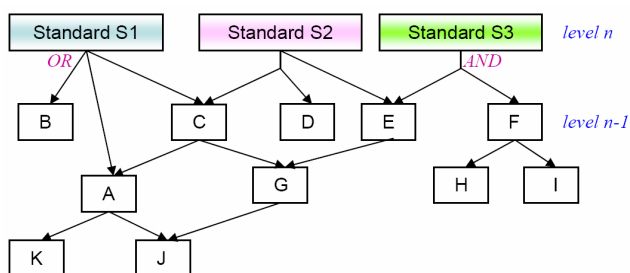 Standard S1
Standard S2
Standard S3
level n
OR
AND
B
C
D
E
F
level n-1
A
G
H
I
K
J